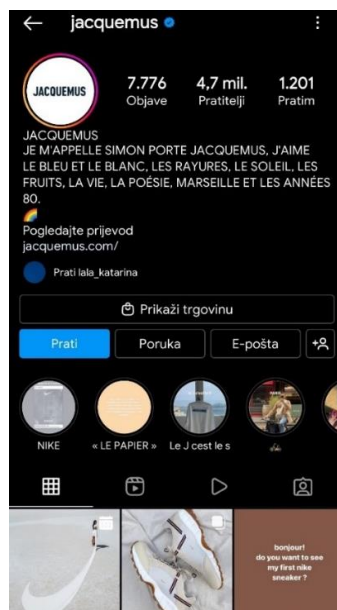 jacquemus
JACQUEMUS
7.776 4,7 mil. 1.201
Objave Pratitelji Pratim
JACQUEMUS
JE M'APPELLE SIMON PORTE JACQUEMUS, J'AIME
LE BLEU ET LE BLANC, LES RAYURES, LE SOLEIL, LES
FRUITS, LA VIE, LA POÉSIE, MARSEILLE ET LES ANNÉES
80.
Pogledajte prijevod
jacquemus.com/
Prati lala_katarina
Prikaži trgovinu
Prati Poruka E-pošta
NIKE « LE PAPIER » Le J cest le s
bonjour!
do you want to see
my first nike
sneaker ?